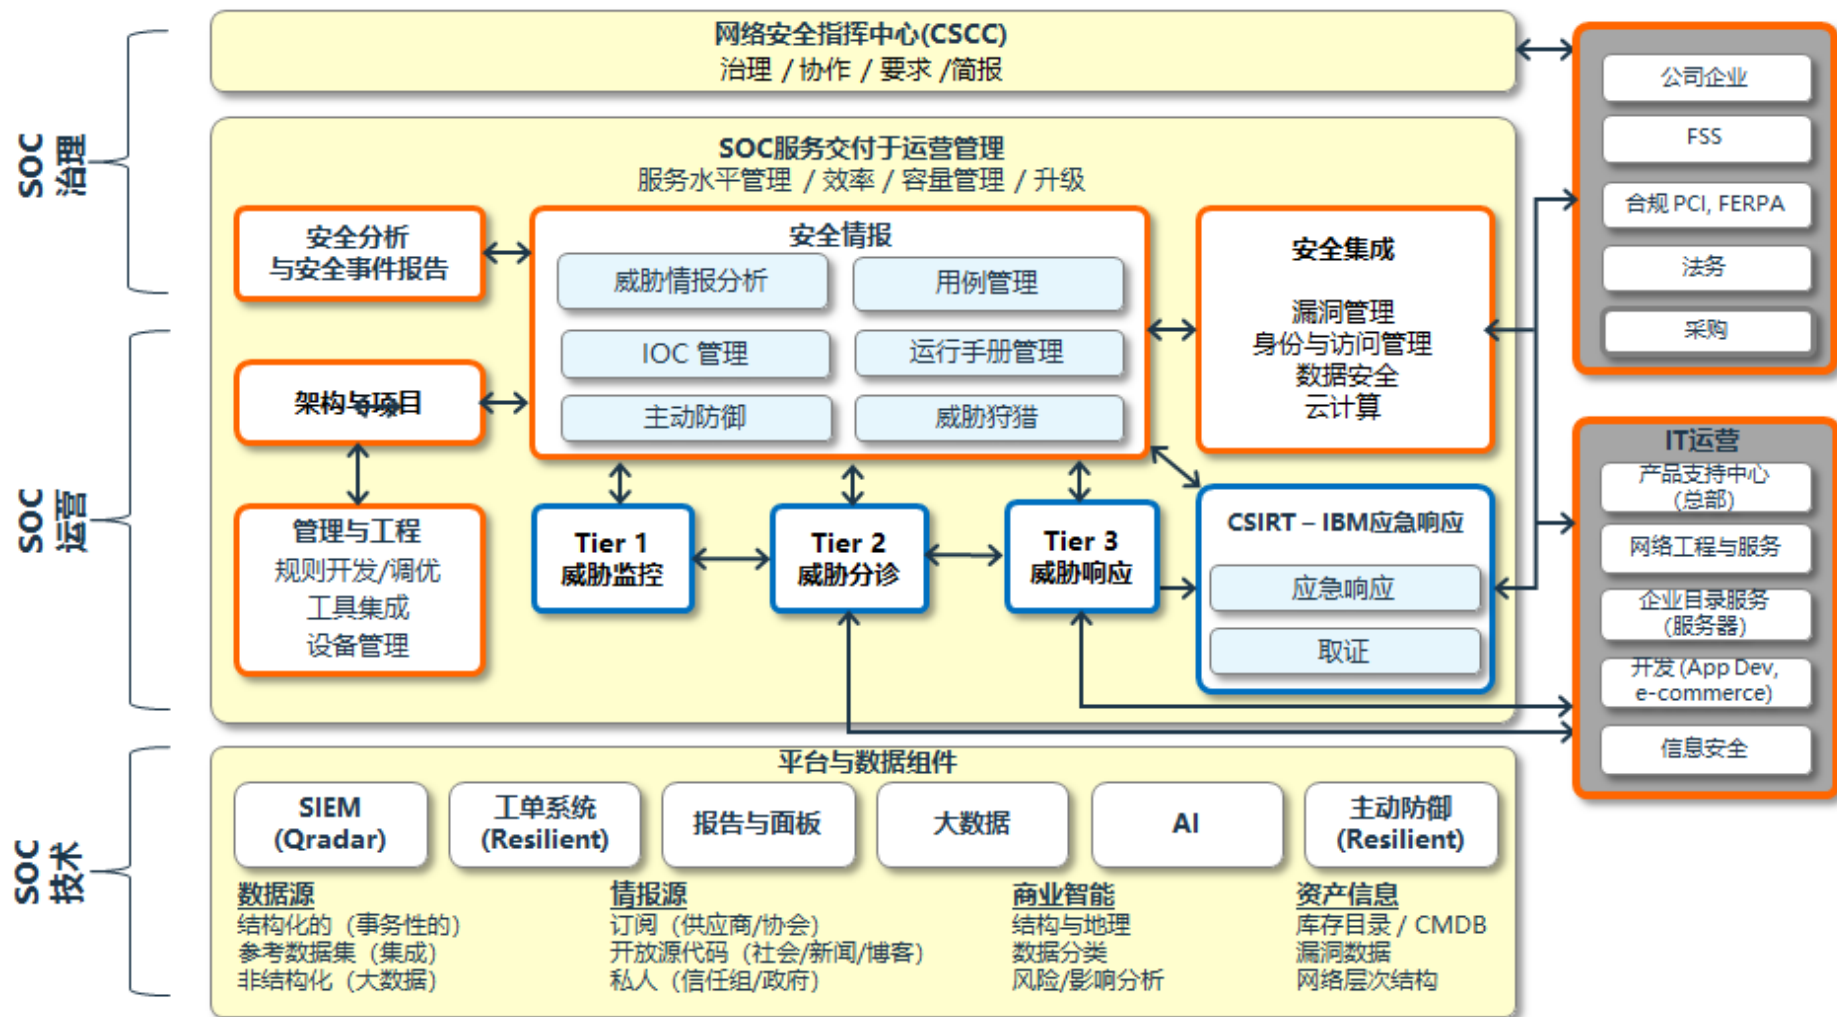 网络安全指挥中心(CSCC)
治理 / 协作 / 要求 /简报
SOC
治理
SOC服务交付于运营管理
服务水平管理 / 效率 / 容量管理 / 升级
安全分析
与安全事件报告
安全情报
威胁情报分析
用例管理
IOC 管理
运行手册管理
主动防御
威胁狩猎
安全集成
漏洞管理
身份与访问管理
数据安全
云计算
架构与项目
SOC
运营
管理与工程
规则开发/调优
工具集成
设备管理
Tier 1
威胁监控
Tier 2
威胁分诊
Tier 3
威胁响应
CSIRT – IBM应急响应
应急响应
取证
公司企业
FSS
合规 PCI, FERPA
法务
采购
IT运营
产品支持中心
(总部)
网络工程与服务
企业目录服务
(服务器)
开发 (App Dev,
e-commerce)
信息安全
SOC
技术
平台与数据组件
SIEM
(Qradar)
工单系统
(Resilient)
报告与面板
大数据
AI
主动防御
(Resilient)
数据源
结构化的（事务性的）
参考数据集（集成）
非结构化（大数据）
情报源
订阅（供应商/协会）
开放源代码（社会/新闻/博客）
私人（信任组/政府）
商业智能
结构与地理
数据分类
风险/影响分析
资产信息
库存目录 / CMDB
漏洞数据
网络层次结构